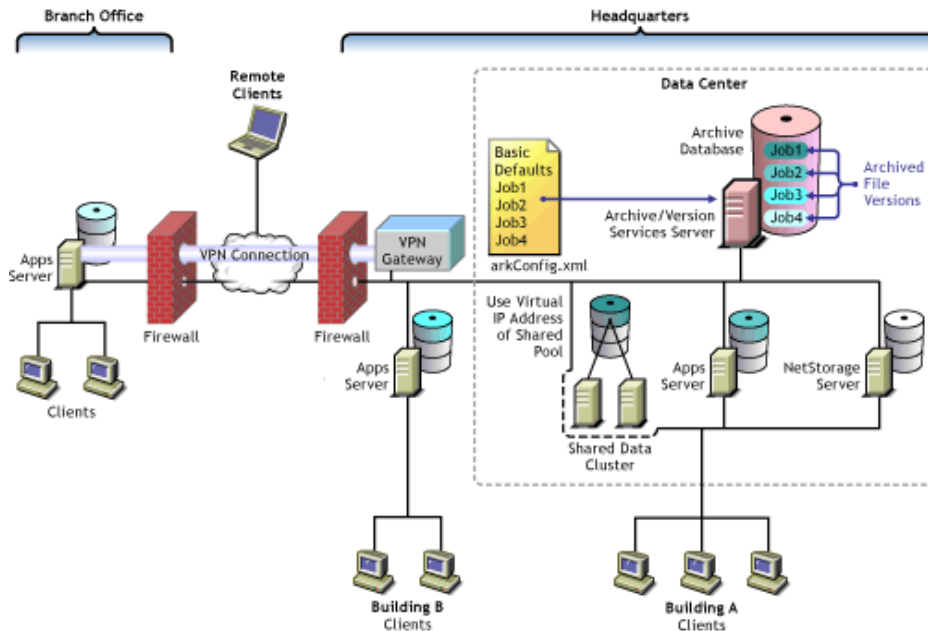 Branch Office
Headquarters
Remote
Clients
Data Center
Basic
Defaults
Job1
Job2
Job3
Job4
arkConfig.xml
Archive
Database
Job1
Job2
Job3
Job4
Archived
File
Versions
Archive/Version
Services Server
Apps
Server
VPN Connection
VPN
Gateway
Firewall
Firewall
Clients
Apps
Server
Use Virtual
IP Address
of Shared
Pool
Shared Data
Cluster
Apps
Server
NetStorage
Server
Building B
Clients
Building A
Clients